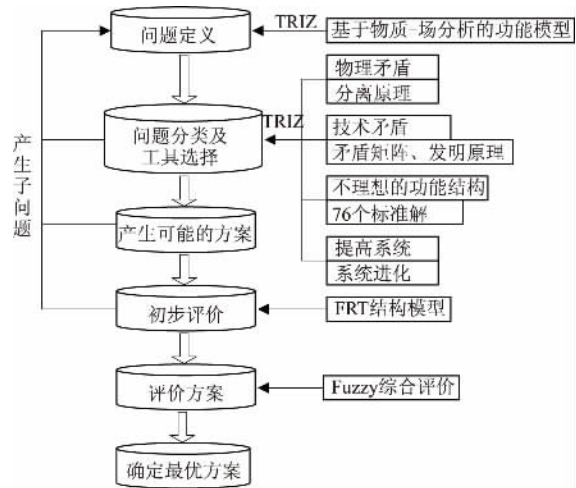 问题定义
TRIZ
基于物质-场分析的功能模型
物理矛盾
分离原理
问题分类及
工具选择
TRIZ
技术矛盾
矛盾矩阵、发明原理
不理想的功能结构
76个标准解
产生子问题
产生可能的方案
提高系统
系统进化
初步评价
FRT结构模型
评价方案
Fuzzy综合评价
确定最优方案